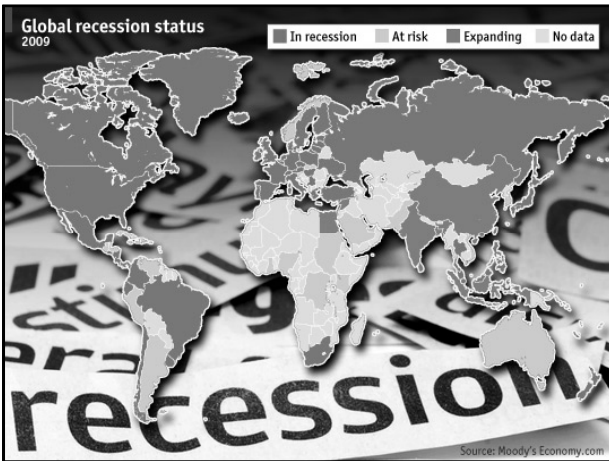 Global recession status
2009
In recession
At risk
Expanding
No data
recession
Source: Moody's Economy.com